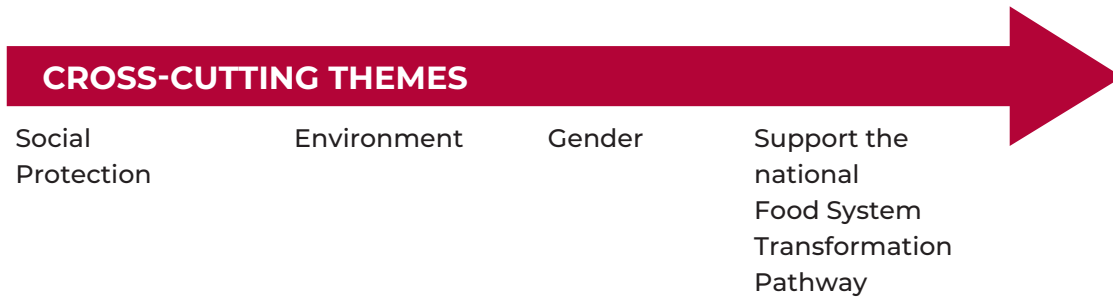 CROSS-CUTTING THEMES
Social
Protection
Environment
Gender
Support the
national
Food System
Transformation
Pathway